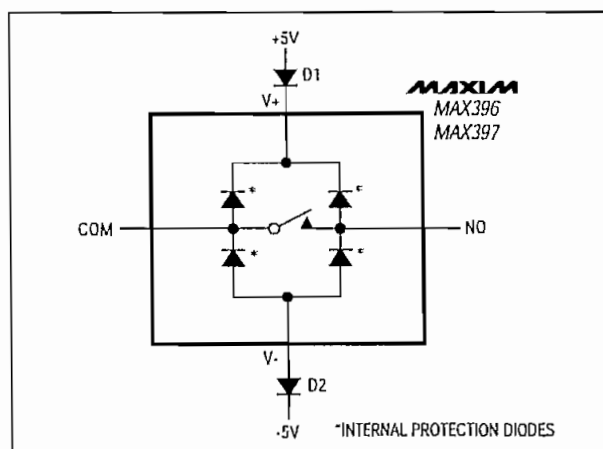 +5V
D1
V+
MAXIM
MAX396
MAX397
*
*
COM
NO
*
*
V-
D2
-5V
*INTERNAL PROTECTION DIODES